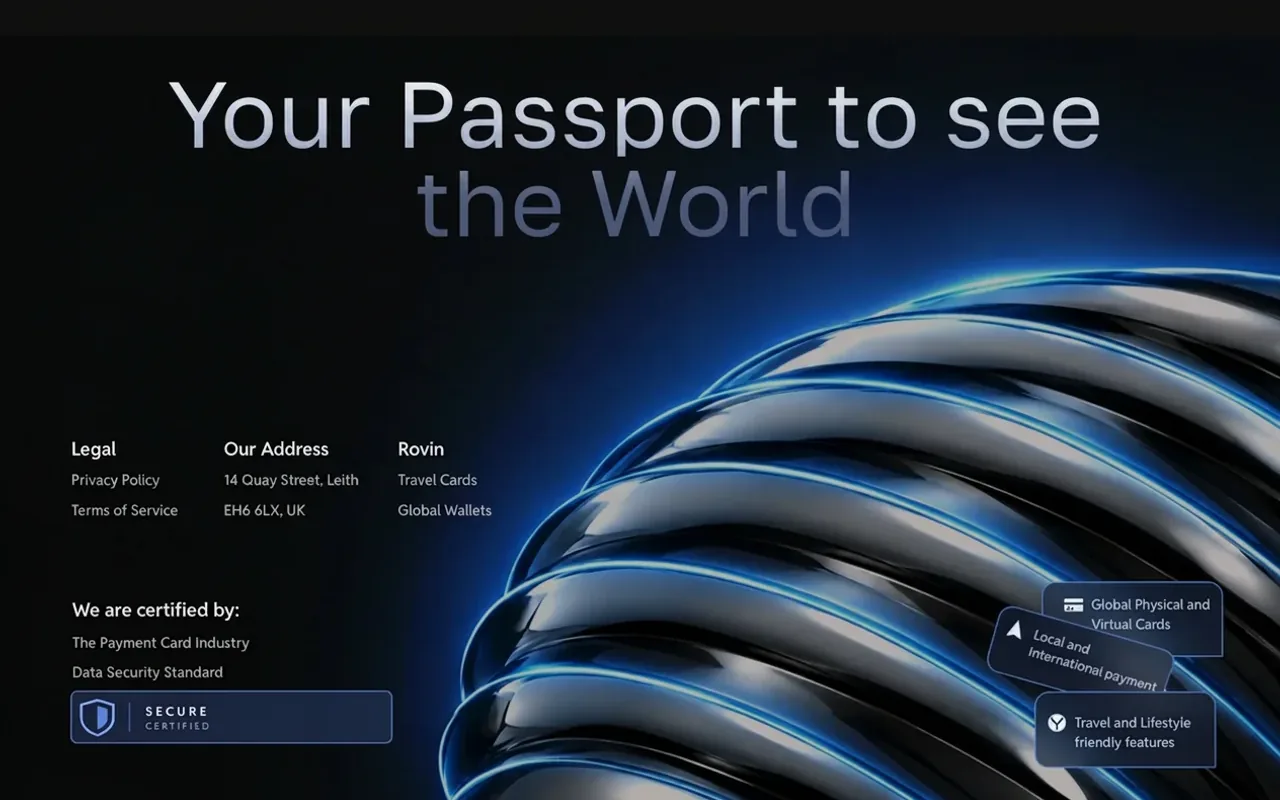 Your Passport to see
the World
Legal
Privacy Policy
Terms of Service
Our Address
14 Quay Street, Leith
EH6 6LX, UK
Rovin
Travel Cards
Global Wallets
We are certified by:
The Payment Card Industry
Data Security Standard
SECURE
CERTIFIED
Global Physical and
Virtual Cards
Local and
International payment
Travel and Lifestyle
friendly features